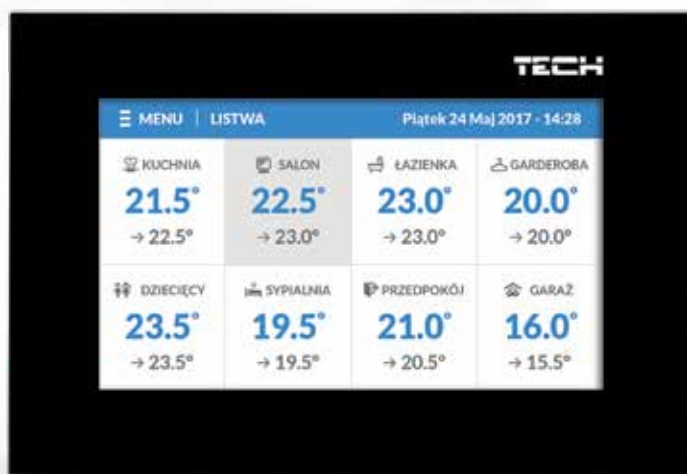 TECH
MENU | LISTWA Piątek 24 Maj 2017 - 14:28
KUCHNIA SALON ŁAZIENKA GARDEROBA
21.5° 22.5° 23.0° 20.0°
→ 22.5° → 23.0° → 23.0° → 20.0°
DZIECIĘCY SYPIALNIA PRZEDPOKÓJ GARAŻ
23.5° 19.5° 21.0° 16.0°
→ 23.5° → 19.5° → 20.5° → 15.5°